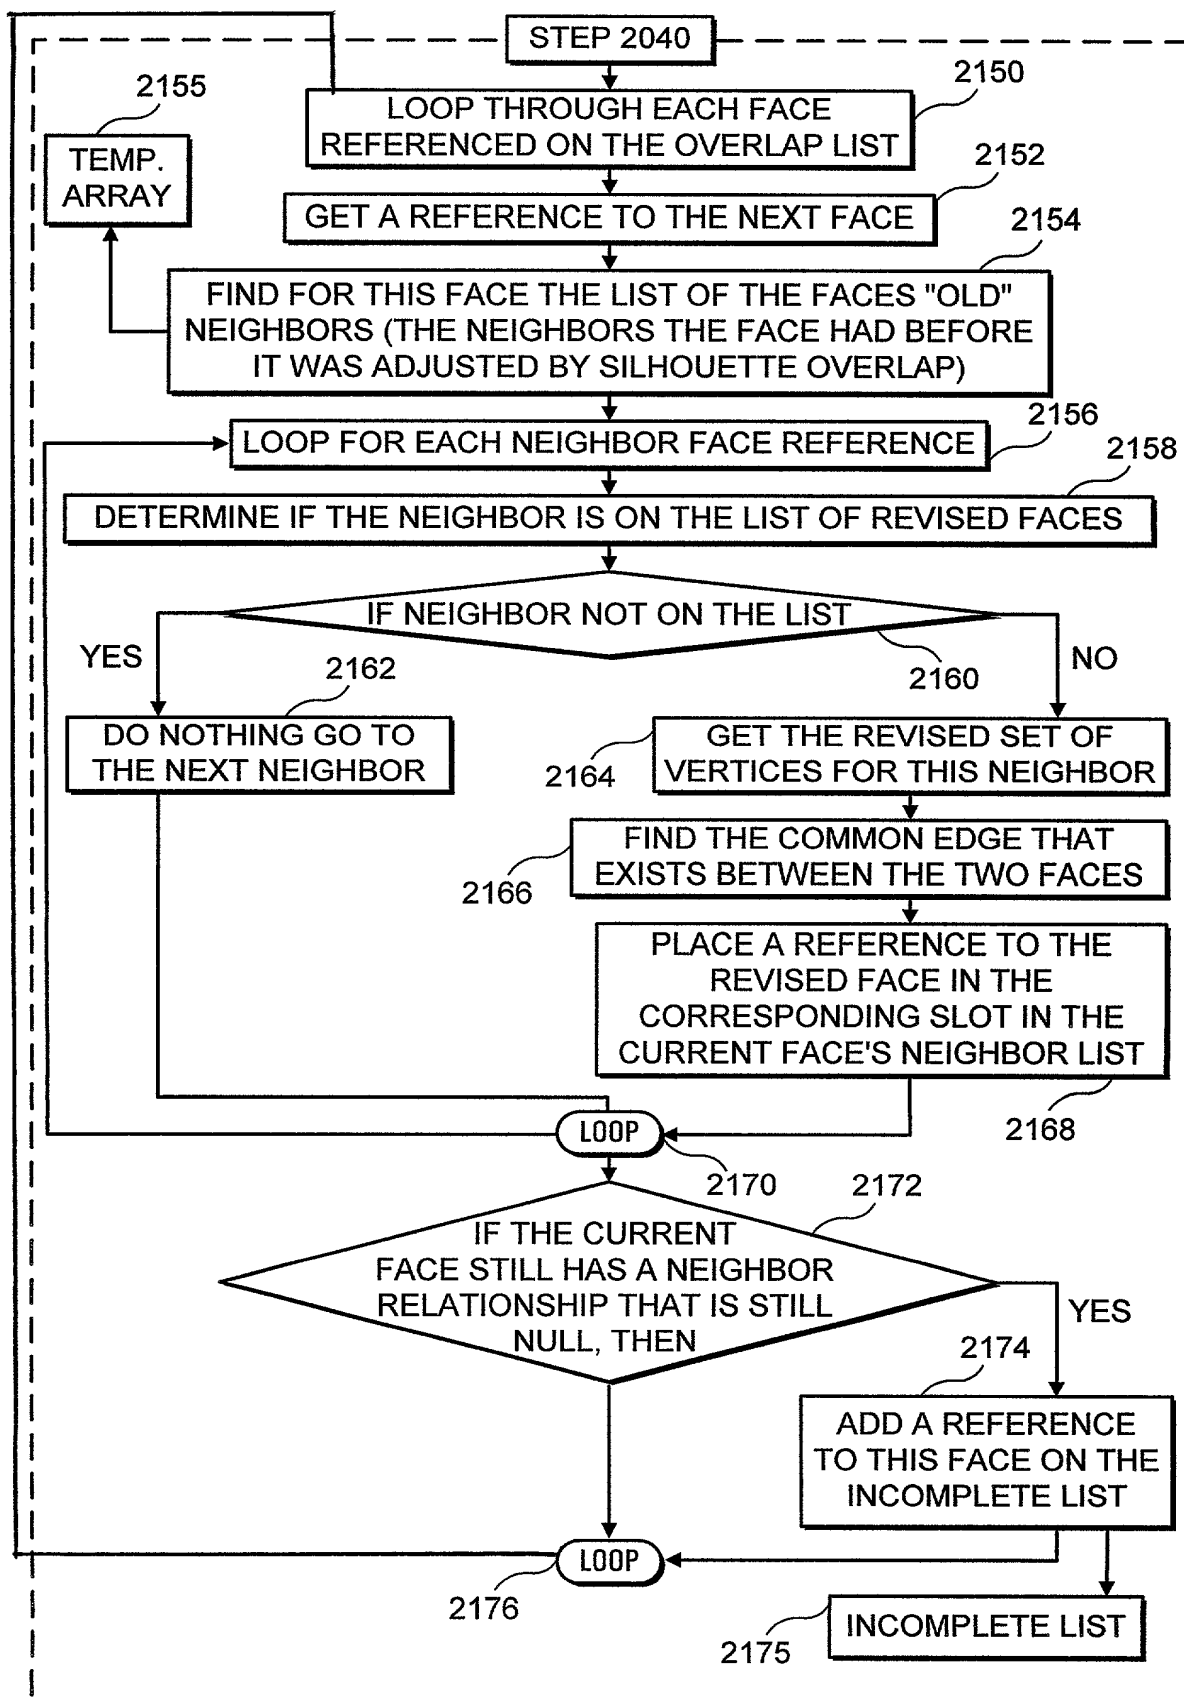 STEP 2040
2150
LOOP THROUGH EACH FACE
REFERENCED ON THE OVERLAP LIST
2155
TEMP.
ARRAY
2152
GET A REFERENCE TO THE NEXT FACE
2154
FIND FOR THIS FACE THE LIST OF THE FACES "OLD"
NEIGHBORS (THE NEIGHBORS THE FACE HAD BEFORE
IT WAS ADJUSTED BY SILHOUETTE OVERLAP)
2156
LOOP FOR EACH NEIGHBOR FACE REFERENCE
2158
DETERMINE IF THE NEIGHBOR IS ON THE LIST OF REVISED FACES
IF NEIGHBOR NOT ON THE LIST
2160
YES
NO
2162
DO NOTHING GO TO
THE NEXT NEIGHBOR
2164
GET THE REVISED SET OF
VERTICES FOR THIS NEIGHBOR
2166
FIND THE COMMON EDGE THAT
EXISTS BETWEEN THE TWO FACES
PLACE A REFERENCE TO THE
REVISED FACE IN THE
CORRESPONDING SLOT IN THE
CURRENT FACE'S NEIGHBOR LIST
2168
LOOP
2170
2172
IF THE CURRENT
FACE STILL HAS A NEIGHBOR
RELATIONSHIP THAT IS STILL
NULL, THEN
YES
2174
ADD A REFERENCE
TO THIS FACE ON THE
INCOMPLETE LIST
LOOP
2176
2175
INCOMPLETE LIST